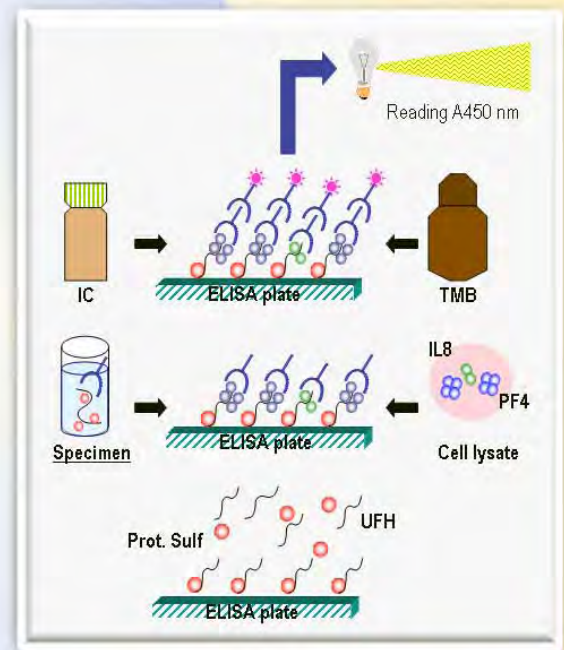 Reading A450 nm
IC
ELISA plate
TMB
IL8
PF4
Specimen
ELISA plate
Cell lysate
Prot. Sulf
UFH
ELISA plate